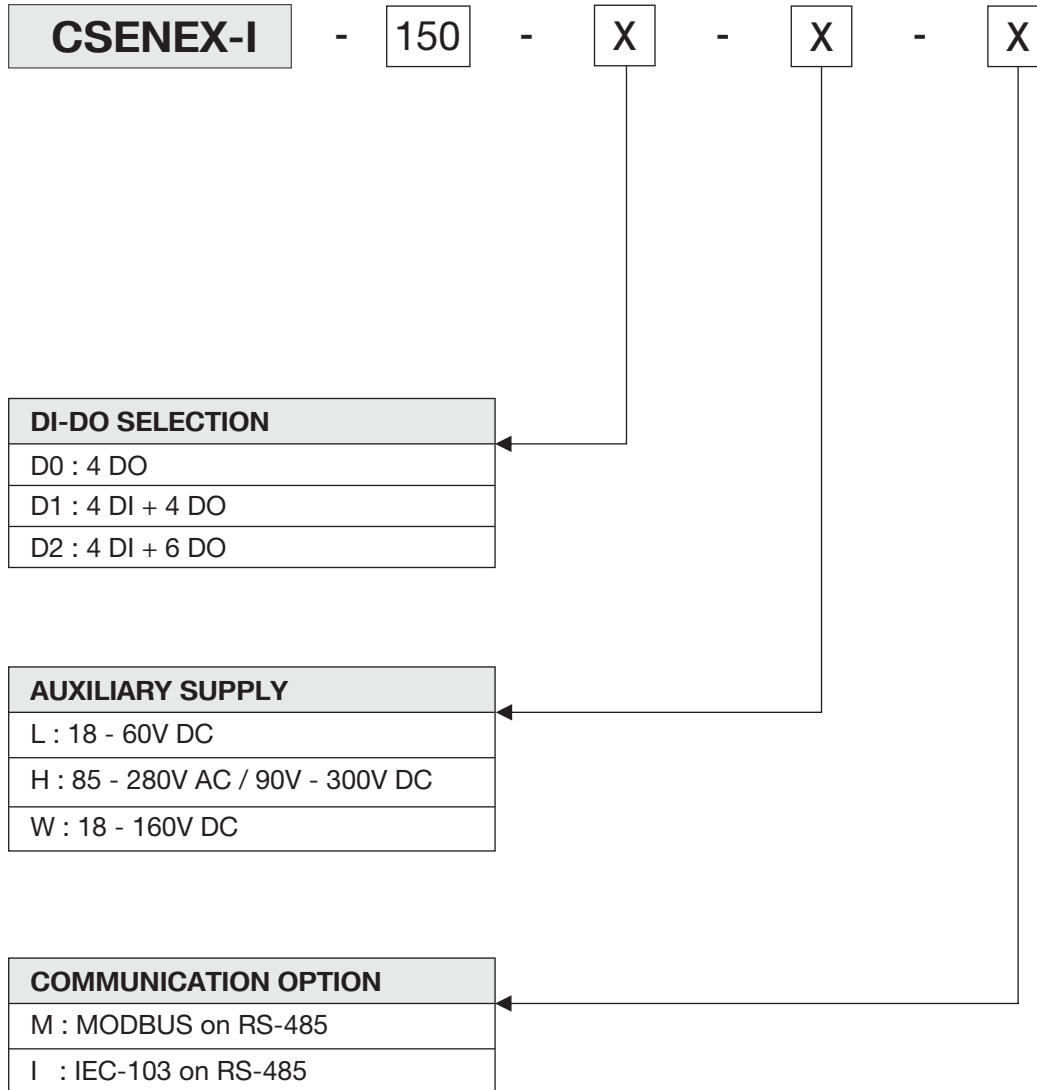 CSENEX-I - 150 - X - X - X
DI-DO SELECTION
D0 : 4 DO
D1 : 4 DI + 4 DO
D2 : 4 DI + 6 DO
AUXILIARY SUPPLY
L : 18 - 60V DC
H : 85 - 280V AC / 90V - 300V DC
W : 18 - 160V DC
COMMUNICATION OPTION
M : MODBUS on RS-485
I : IEC-103 on RS-485